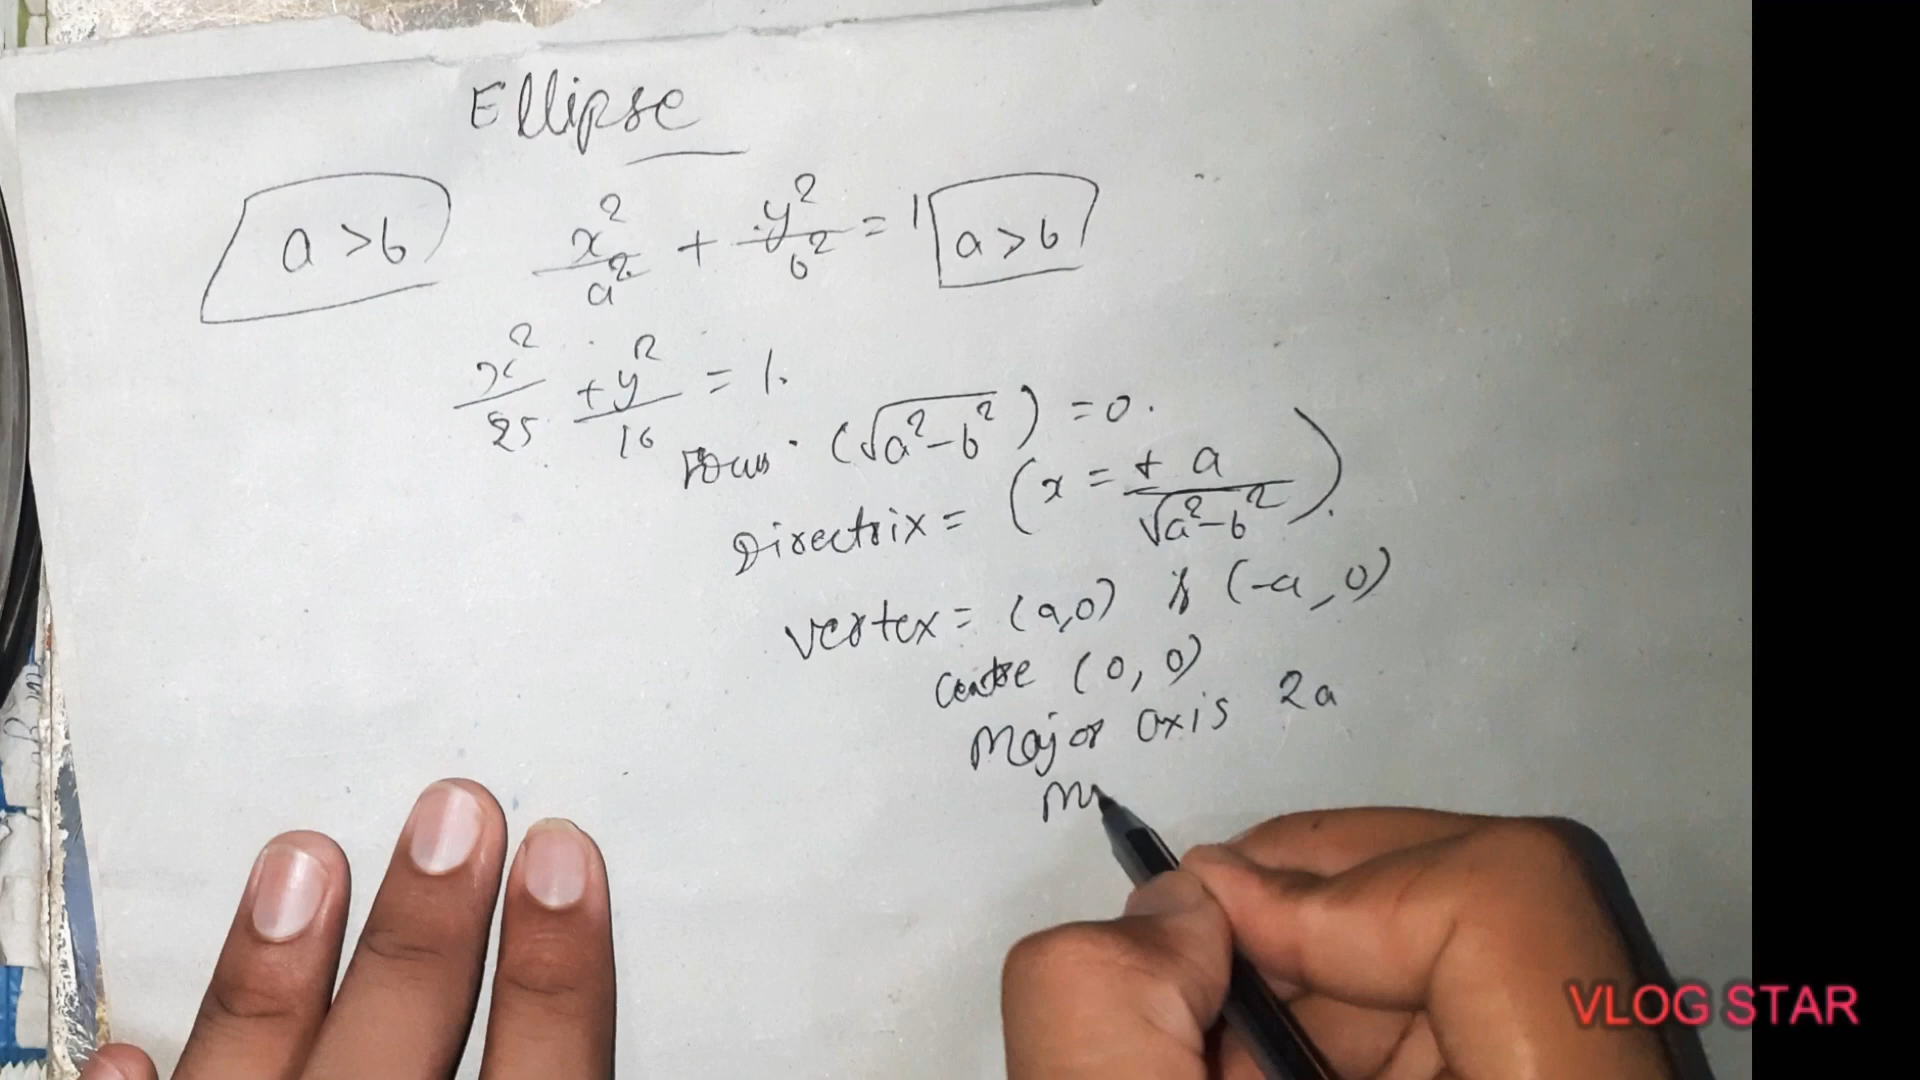 Ellipse
a > b
x²/a² + y²/b² = 1
a > b
x²/25 + y²/16 = 1.
Focus · (√a²-b²) = 0.
Directrix = (x = + a/√a²-b²).
Vertex = (a,0) & (-a,0)
Centre (0,0)
Major axis 2a
M
VLOG STAR